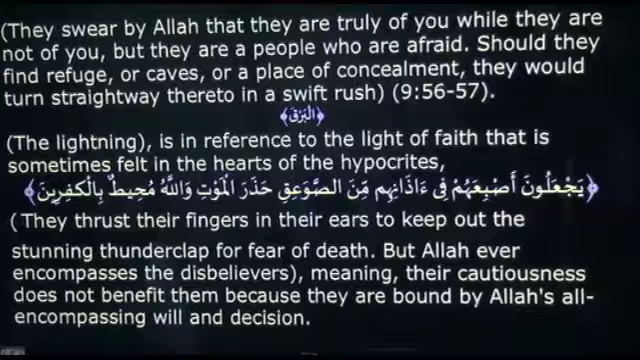 (They swear by Allah that they are truly of you while they are
not of you, but they are a people who are afraid. Should they
find refuge, or caves, or a place of concealment, they would
turn straightway thereto in a swift rush) (9:56-57).
﴿الْبَرْقَ﴾
(The lightning), is in reference to the light of faith that is
sometimes felt in the hearts of the hypocrites,
﴿يَجْعَلُونَ أَصْبِعَهُمْ فِى ءَاذَانِهِم مِّنَ الصَّوَعِقِ حَذَرَ الْمَوْتِ وَاللَّهُ مُحِيطٌ بِالْكَفِرِينَ﴾
( They thrust their fingers in their ears to keep out the
stunning thunderclap for fear of death. But Allah ever
encompasses the disbelievers), meaning, their cautiousness
does not benefit them because they are bound by Allah's all-
encompassing will and decision.